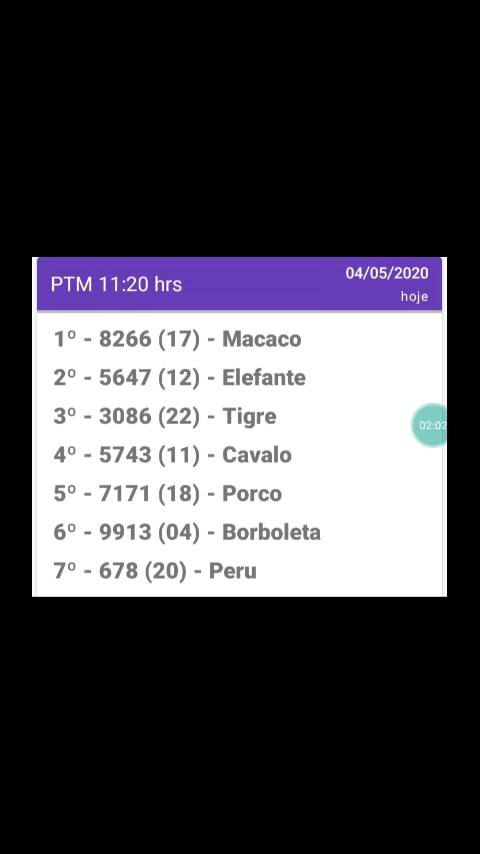 PTM 11:20 hrs
04/05/2020
hoje
1º - 8266 (17) - Macaco
2º - 5647 (12) - Elefante
3º - 3086 (22) - Tigre
02:02
4º - 5743 (11) - Cavalo
5º - 7171 (18) - Porco
6º - 9913 (04) - Borboleta
7º - 678 (20) - Peru